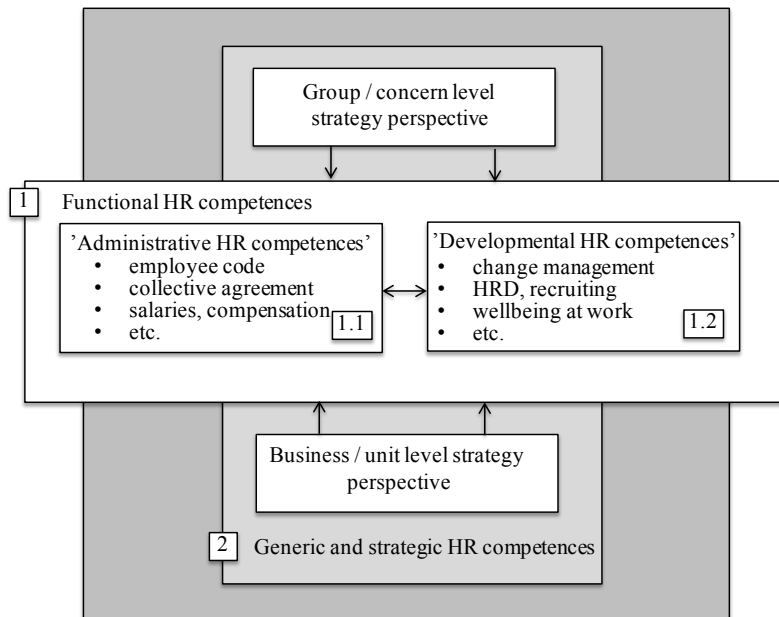 Group / concern level
strategy perspective
1
Functional HR competences
’Administrative HR competences’
• employee code
• collective agreement
• salaries, compensation
• etc.
1.1
’Developmental HR competences’
• change management
• HRD, recruiting
• wellbeing at work
• etc.
1.2
Business / unit level strategy
perspective
2
Generic and strategic HR competences